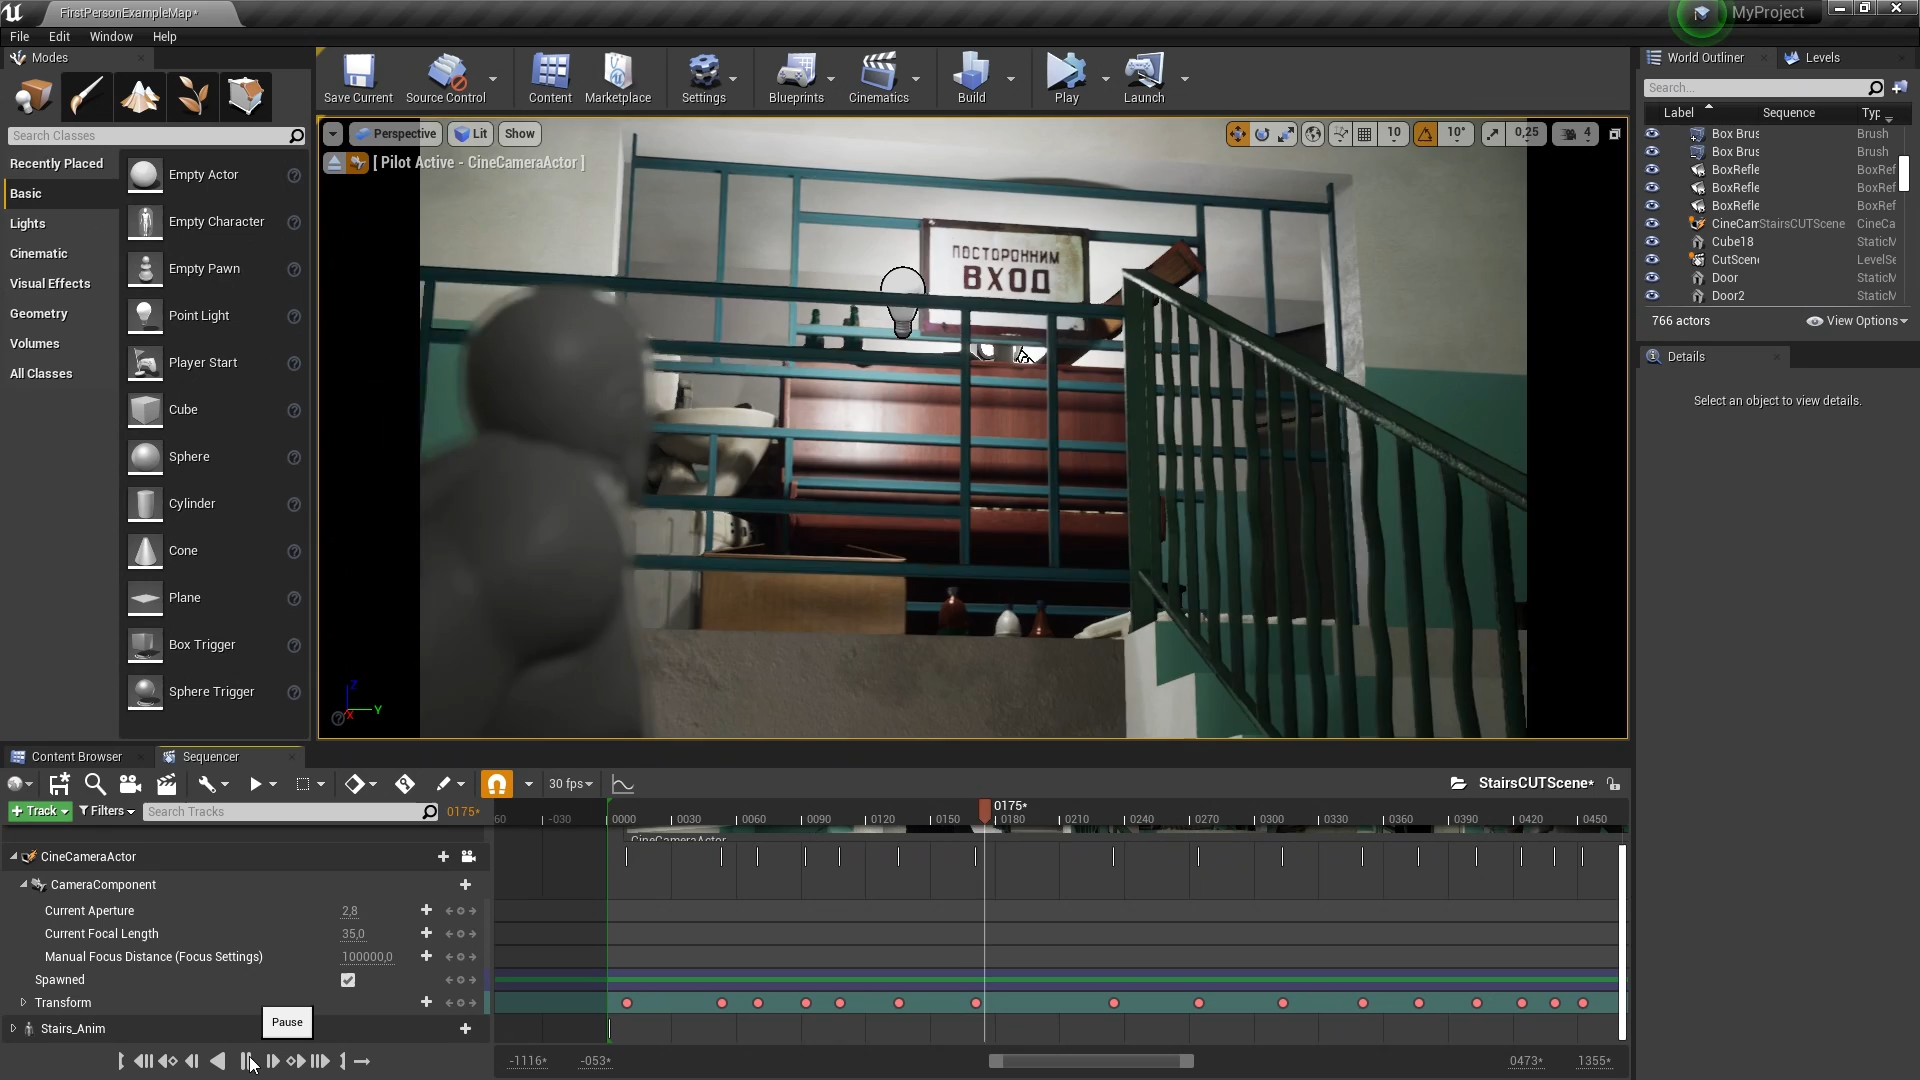 FirstPersonExampleMap*
MyProject
File Edit Window Help
Modes
World Outliner
Levels
Save Current
Source Control
Content
Marketplace
Settings
Blueprints
Cinematics
Build
Play
Launch
Search Classes
Recently Placed
Basic
Lights
Cinematic
Visual Effects
Geometry
Volumes
All Classes
Empty Actor
Empty Character
Empty Pawn
Point Light
Player Start
Cube
Sphere
Cylinder
Cone
Plane
Box Trigger
Sphere Trigger
Perspective Lit Show
10 10° 0,25 4
[ Pilot Active - CineCameraActor ]
ПОСТОРОННИМ
ВХОД
Z
X
Y
Search...
Label Sequence Typ
Box Brus Brush
Box Brus Brush
BoxRefle BoxRef
BoxRefle BoxRef
BoxRefle BoxRef
CineCam StairsCUTScene CineCa
Cube18 StaticM
CutScene LevelSe
Door StaticM
Door2 StaticM
766 actors
View Options
Details
Select an object to view details.
Content Browser
Sequencer
30 fps
StairsCUTScene*
+ Track
Filters
Search Tracks
0175*
0175*
60 -030 0000 0030 0060 0090 0120 0150 0180 0210 0240 0270 0300 0330 0360 0390 0420 0450
CineCameraActor
CineCameraActor
CameraComponent
Current Aperture 2,8
Current Focal Length 35,0
Manual Focus Distance (Focus Settings) 100000,0
Spawned
Transform
Stairs_Anim
Pause
-1116* -053* 0473* 1355*